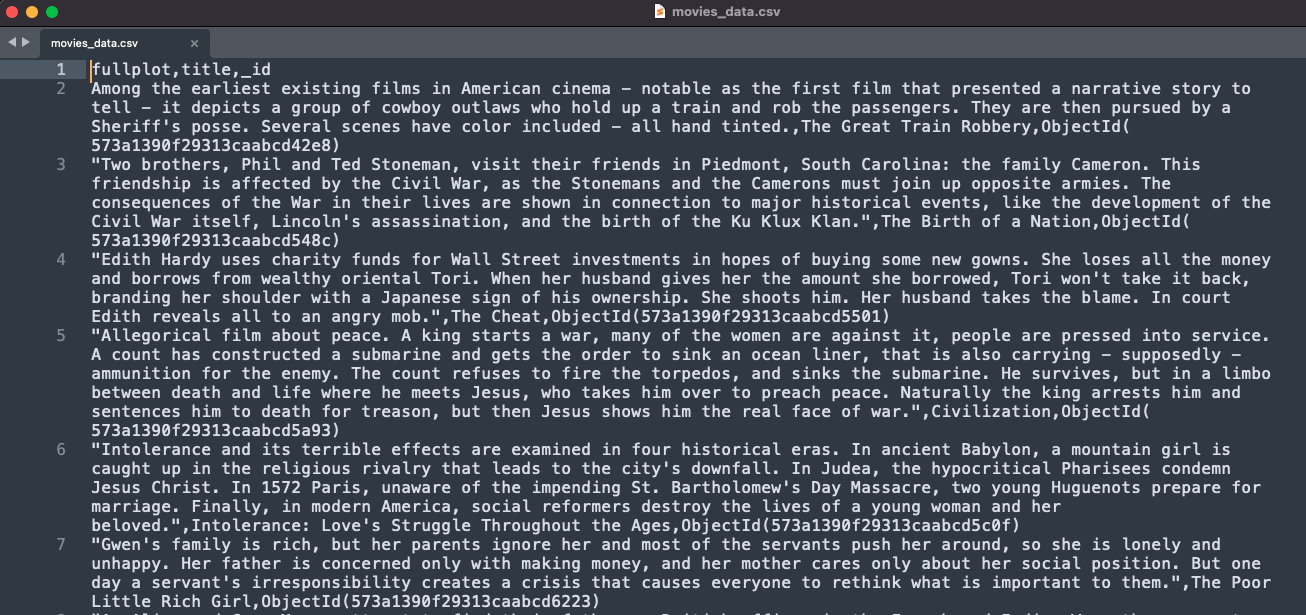 movies_data.csv
movies_data.csv ×
1 fullplot,title,_id
2 Among the earliest existing films in American cinema – notable as the first film that presented a narrative story to
tell – it depicts a group of cowboy outlaws who hold up a train and rob the passengers. They are then pursued by a
Sheriff's posse. Several scenes have color included – all hand tinted.,The Great Train Robbery,ObjectId(
573a1390f29313caabcd42e8)
3 "Two brothers, Phil and Ted Stoneman, visit their friends in Piedmont, South Carolina: the family Cameron. This
friendship is affected by the Civil War, as the Stonemans and the Camerons must join up opposite armies. The
consequences of the War in their lives are shown in connection to major historical events, like the development of the
Civil War itself, Lincoln's assassination, and the birth of the Ku Klux Klan.",The Birth of a Nation,ObjectId(
573a1390f29313caabcd548c)
4 "Edith Hardy uses charity funds for Wall Street investments in hopes of buying some new gowns. She loses all the money
and borrows from wealthy oriental Tori. When her husband gives her the amount she borrowed, Tori won't take it back,
branding her shoulder with a Japanese sign of his ownership. She shoots him. Her husband takes the blame. In court
Edith reveals all to an angry mob.",The Cheat,ObjectId(573a1390f29313caabcd5501)
5 "Allegorical film about peace. A king starts a war, many of the women are against it, people are pressed into service.
A count has constructed a submarine and gets the order to sink an ocean liner, that is also carrying – supposedly –
ammunition for the enemy. The count refuses to fire the torpedos, and sinks the submarine. He survives, but in a limbo
between death and life where he meets Jesus, who takes him over to preach peace. Naturally the king arrests him and
sentences him to death for treason, but then Jesus shows him the real face of war.",Civilization,ObjectId(
573a1390f29313caabcd5a93)
6 "Intolerance and its terrible effects are examined in four historical eras. In ancient Babylon, a mountain girl is
caught up in the religious rivalry that leads to the city's downfall. In Judea, the hypocritical Pharisees condemn
Jesus Christ. In 1572 Paris, unaware of the impending St. Bartholomew's Day Massacre, two young Huguenots prepare for
marriage. Finally, in modern America, social reformers destroy the lives of a young woman and her
beloved.",Intolerance: Love's Struggle Throughout the Ages,ObjectId(573a1390f29313caabcd5c0f)
7 "Gwen's family is rich, but her parents ignore her and most of the servants push her around, so she is lonely and
unhappy. Her father is concerned only with making money, and her mother cares only about her social position. But one
day a servant's irresponsibility creates a crisis that causes everyone to rethink what is important to them.",The Poor
Little Rich Girl,ObjectId(573a1390f29313caabcd6223)